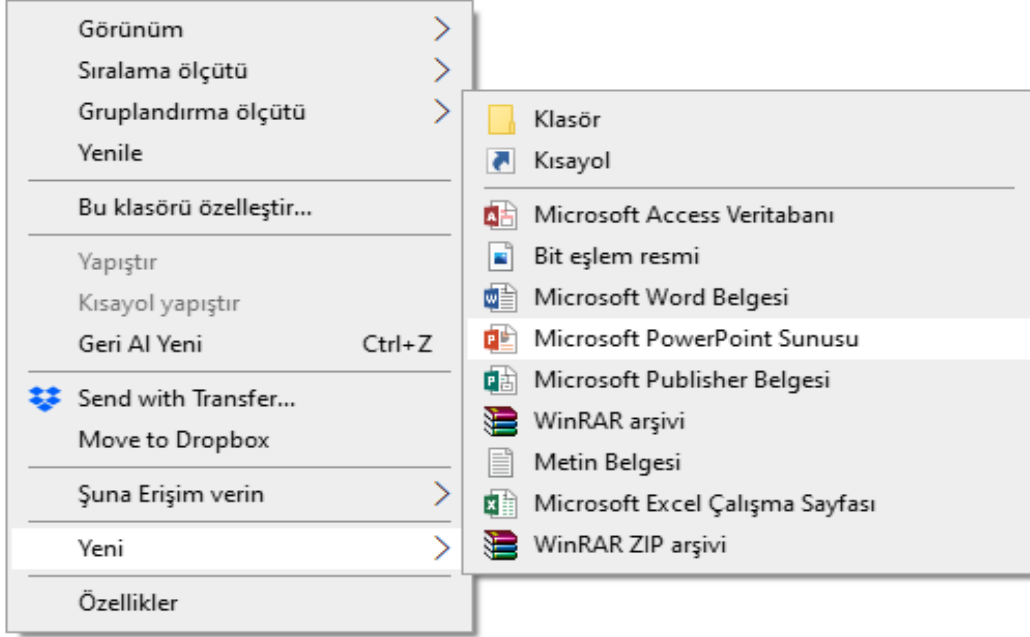 Görünüm
Sıralama ölçütü
Gruplandırma ölçütü
Yenile
Bu klasörü özelleştir...
Yapıştır
Kısayol yapıştır
Geri Al Yeni Ctrl+Z
Send with Transfer...
Move to Dropbox
Şuna Erişim verin
Yeni
Özellikler
Klasör
Kısayol
Microsoft Access Veritabanı
Bit eşlem resmi
Microsoft Word Belgesi
Microsoft PowerPoint Sunusu
Microsoft Publisher Belgesi
WinRAR arşivi
Metin Belgesi
Microsoft Excel Çalışma Sayfası
WinRAR ZIP arşivi